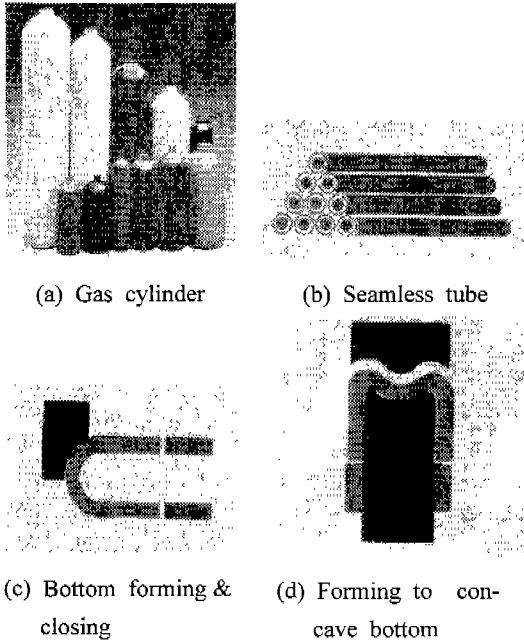 (a) Gas cylinder
(b) Seamless tube
(c) Bottom forming &
closing
(d) Forming to con-
cave bottom